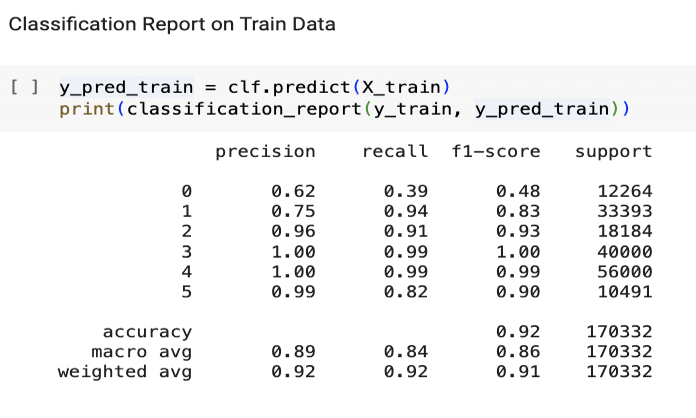 Classification Report on Train Data
[ ] y_pred_train = clf.predict(X_train)
print(classification_report(y_train, y_pred_train))
precision recall f1-score support
0 0.62 0.39 0.48 12264
1 0.75 0.94 0.83 33393
2 0.96 0.91 0.93 18184
3 1.00 0.99 1.00 40000
4 1.00 0.99 0.99 56000
5 0.99 0.82 0.90 10491
accuracy 0.92 170332
macro avg 0.89 0.84 0.86 170332
weighted avg 0.92 0.92 0.91 170332